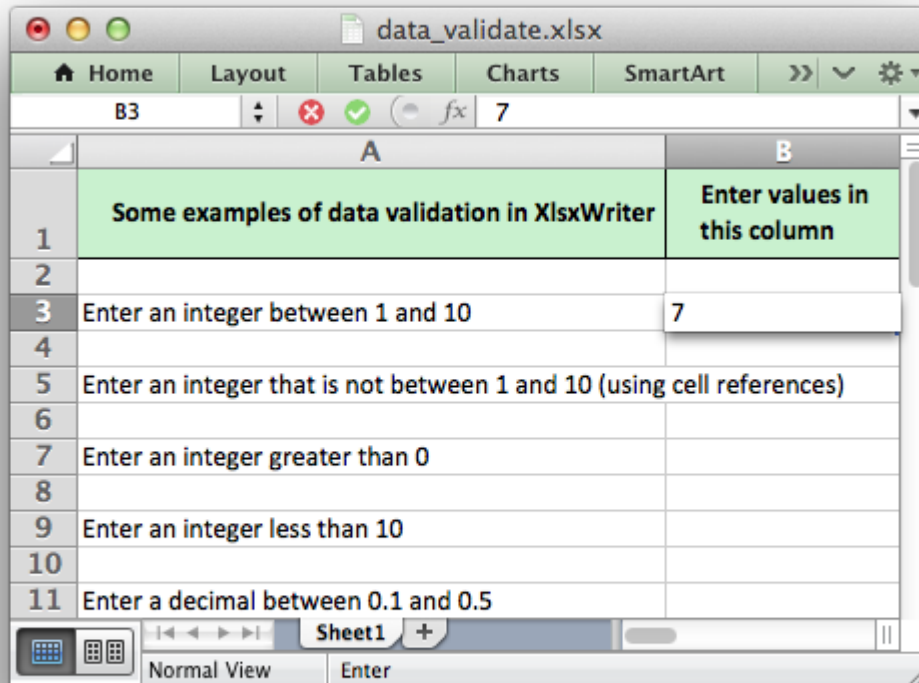 data_validate.xlsx
Home Layout Tables Charts SmartArt
B3 fx 7
A B
1 Some examples of data validation in XlsxWriter Enter values in
this column
2
3 Enter an integer between 1 and 10 7
4
5 Enter an integer that is not between 1 and 10 (using cell references)
6
7 Enter an integer greater than 0
8
9 Enter an integer less than 10
10
11 Enter a decimal between 0.1 and 0.5
Sheet1 +
Normal View Enter